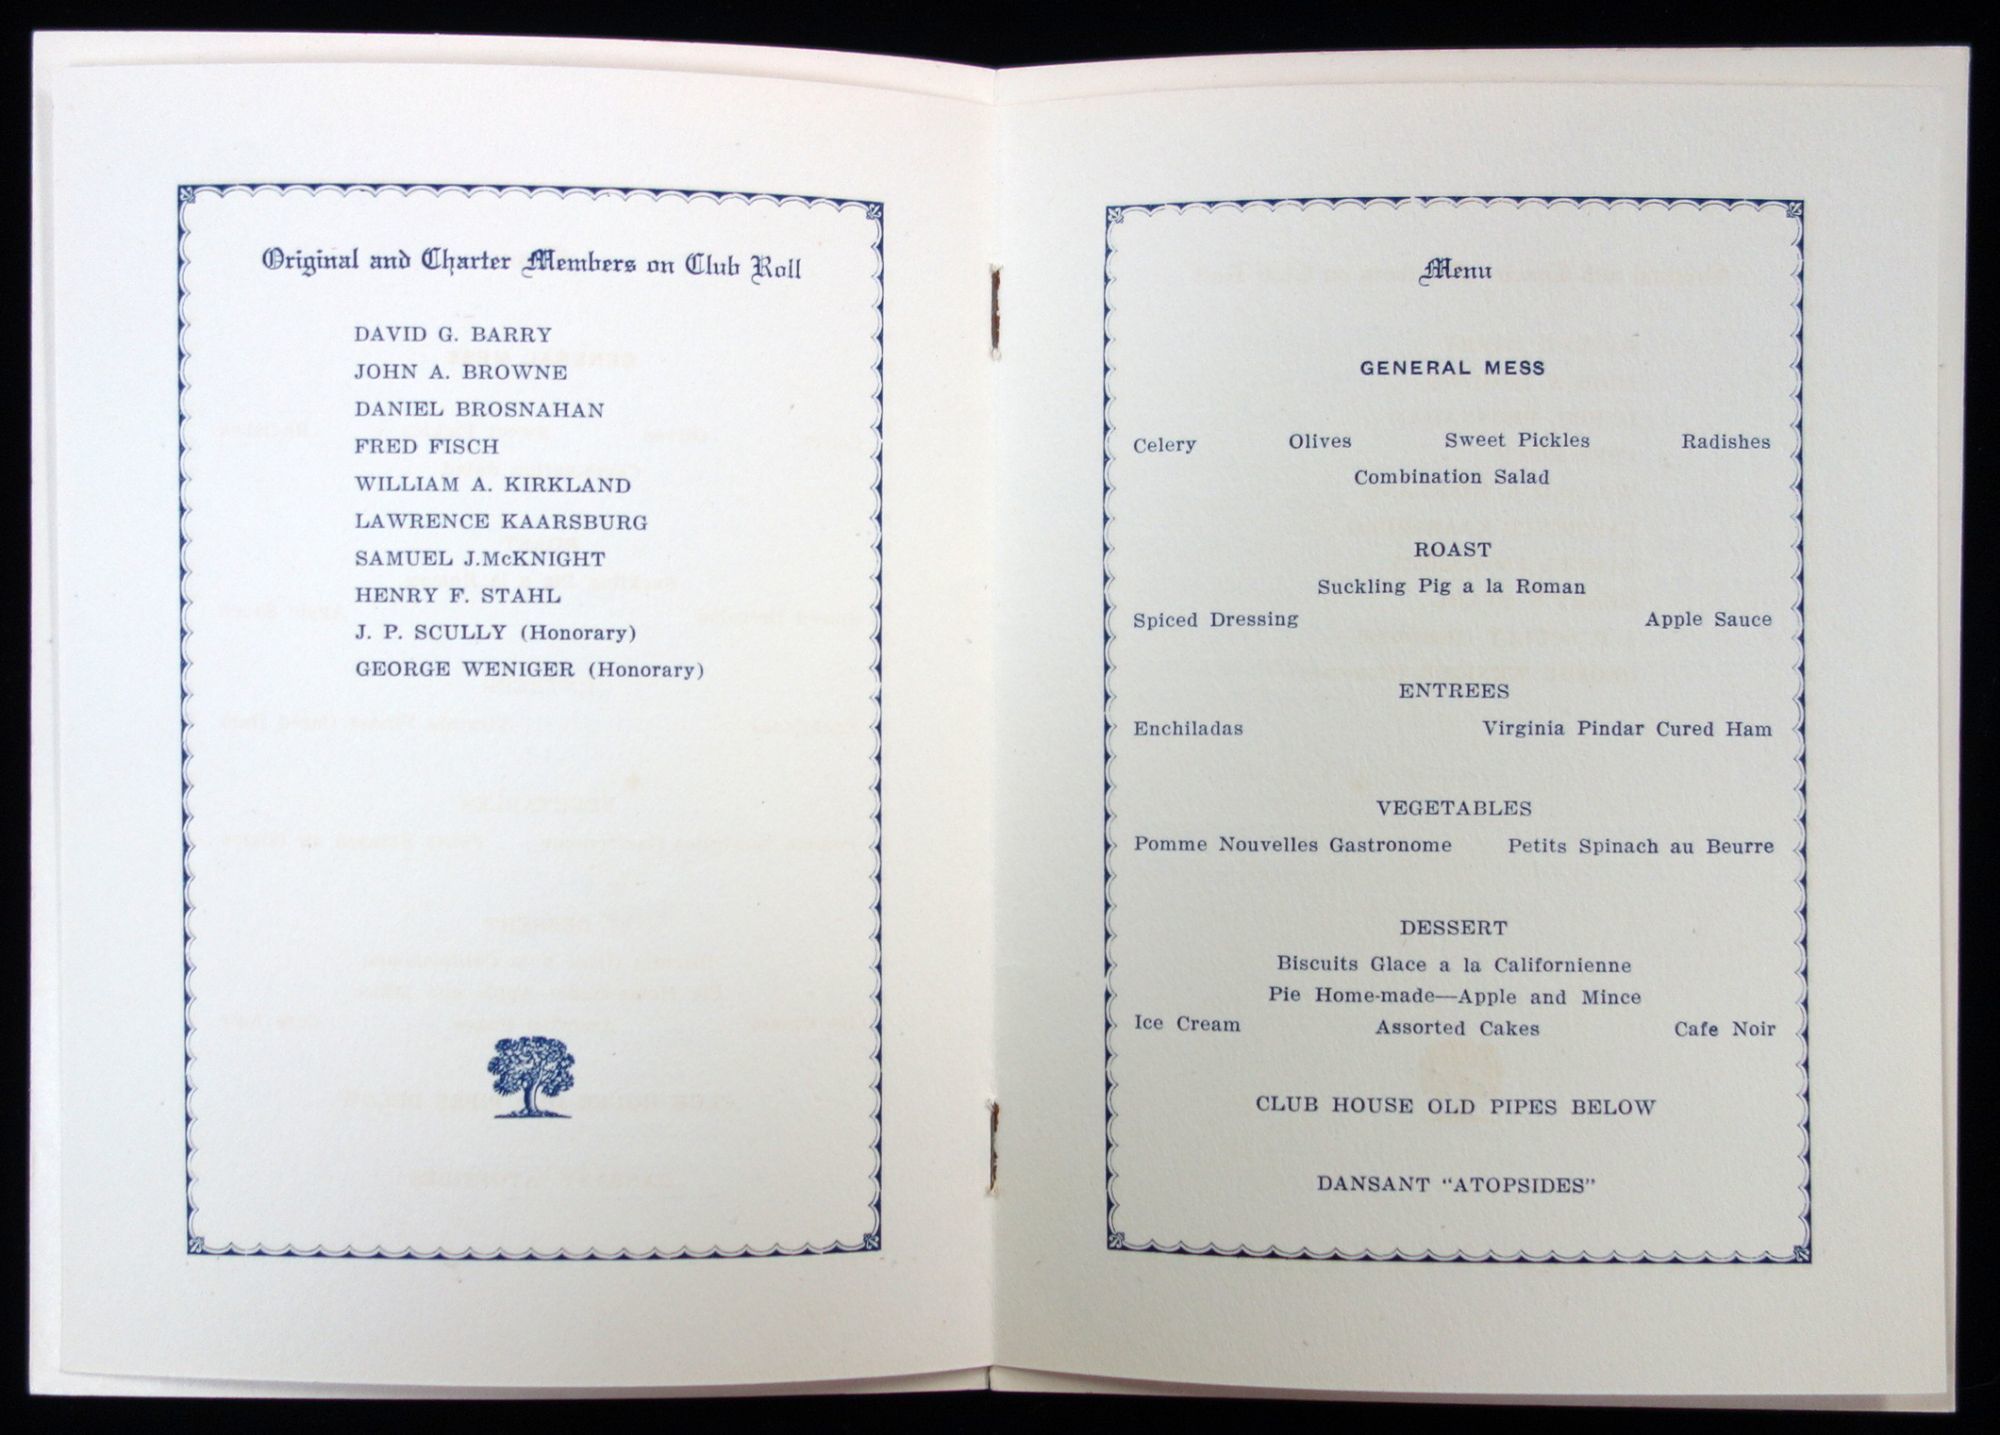 Original and Charter Members on Club Roll
DAVID G. BARRY
JOHN A. BROWNE
DANIEL BROSNAHAN
FRED FISCH
WILLIAM A. KIRKLAND
LAWRENCE KAARSBURG
SAMUEL J.McKNIGHT
HENRY F. STAHL
J. P. SCULLY (Honorary)
GEORGE WENIGER (Honorary)
Menu
GENERAL MESS
Celery Olives Sweet Pickles Radishes
Combination Salad
ROAST
Suckling Pig a la Roman
Spiced Dressing Apple Sauce
ENTREES
Enchiladas Virginia Pindar Cured Ham
VEGETABLES
Pomme Nouvelles Gastronome Petits Spinach au Beurre
DESSERT
Biscuits Glace a la Californienne
Pie Home-made—Apple and Mince
Ice Cream Assorted Cakes Cafe Noir
CLUB HOUSE OLD PIPES BELOW
DANSANT “ATOPSIDES”